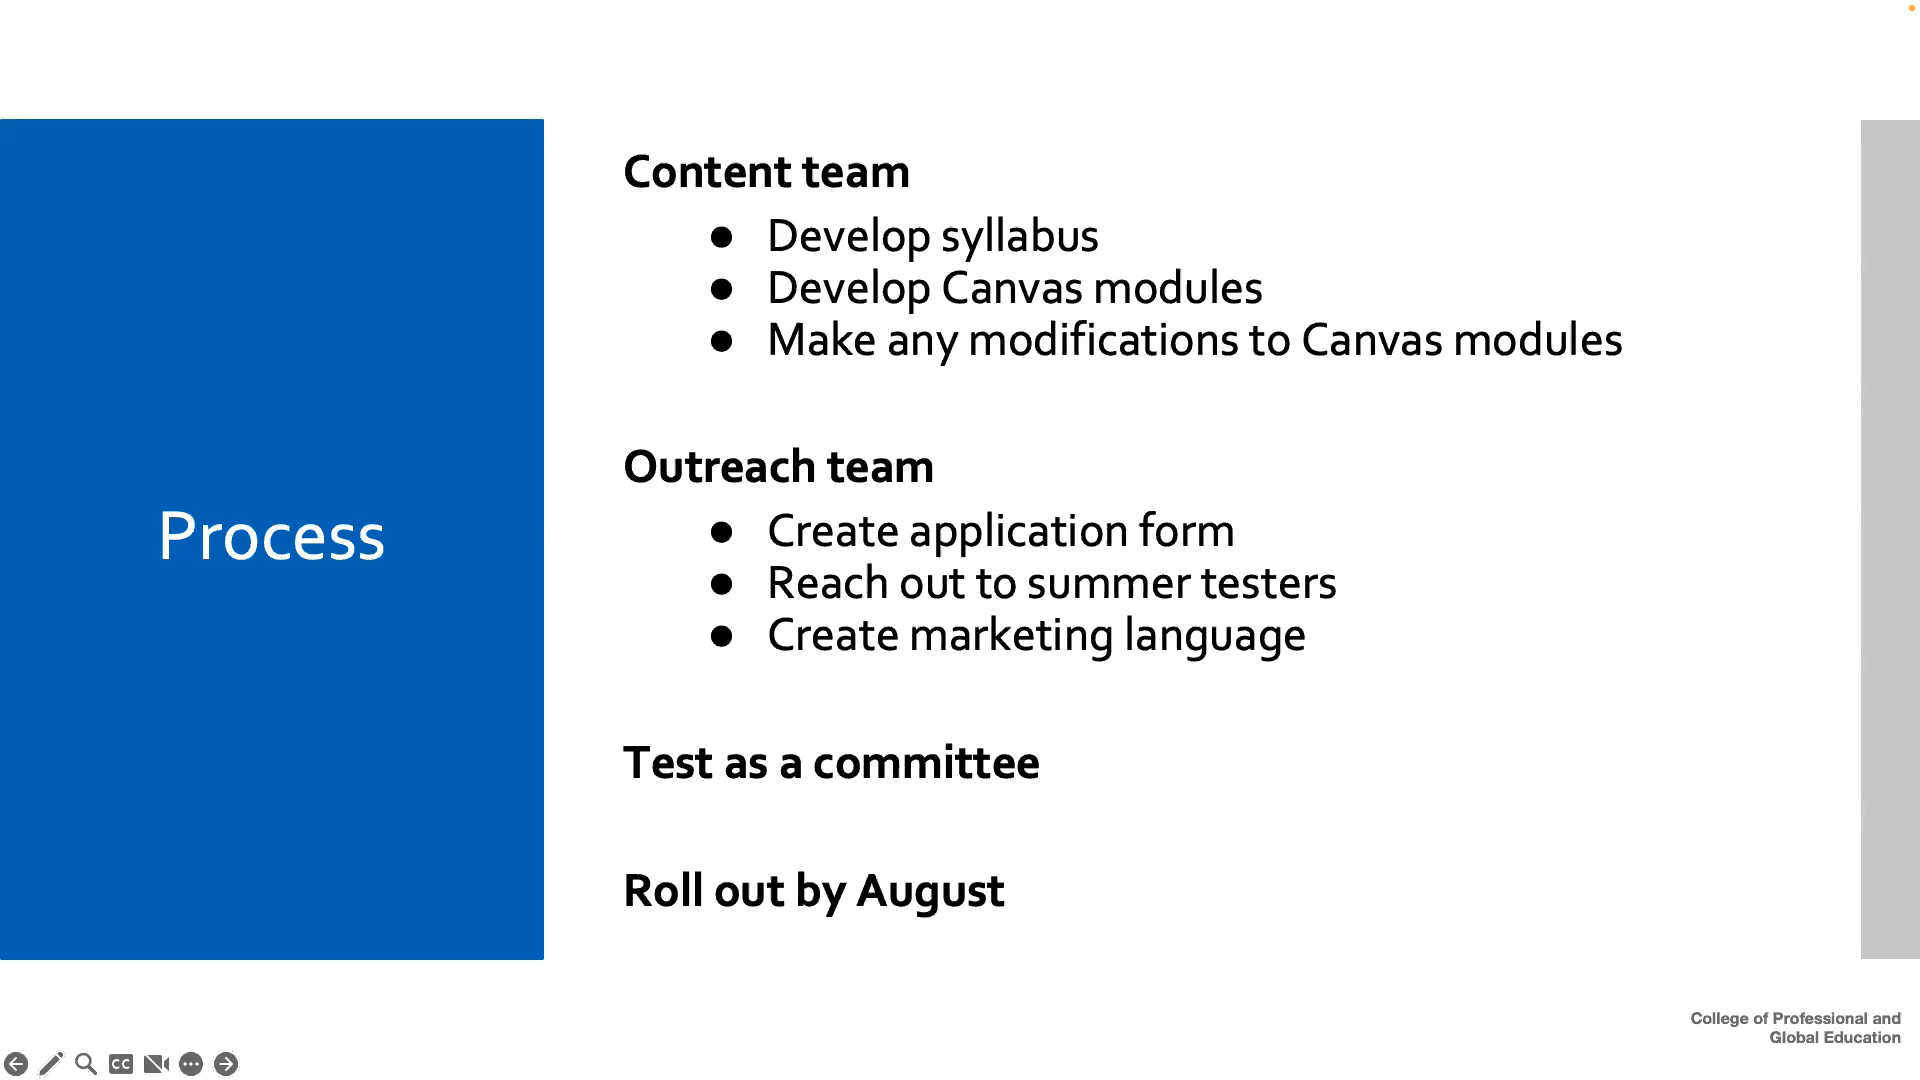 Process
Content team
● Develop syllabus
● Develop Canvas modules
● Make any modifications to Canvas modules
Outreach team
● Create application form
● Reach out to summer testers
● Create marketing language
Test as a committee
Roll out by August
College of Professional and
Global Education
CC